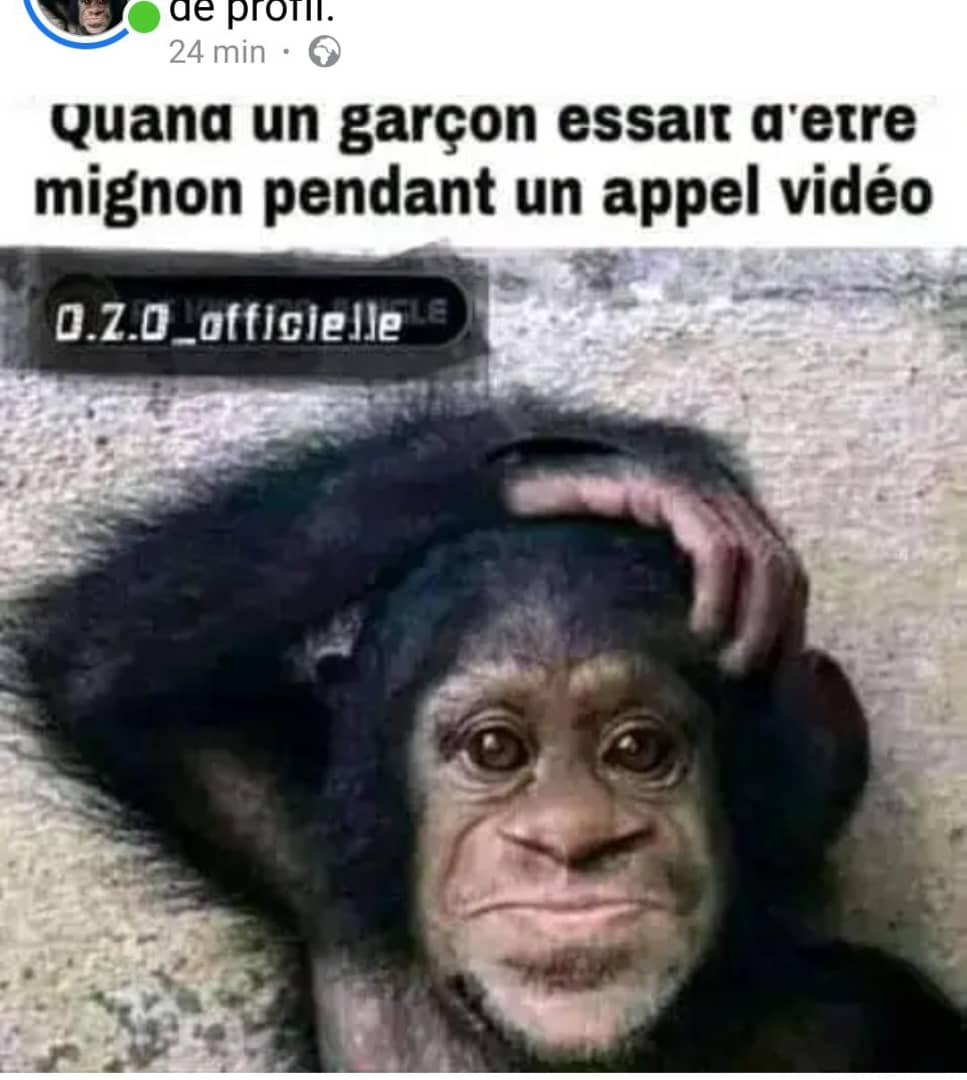 de profil.
24 min ·
Quand un garçon essait d'etre
mignon pendant un appel vidéo
O.Z.O_officielle